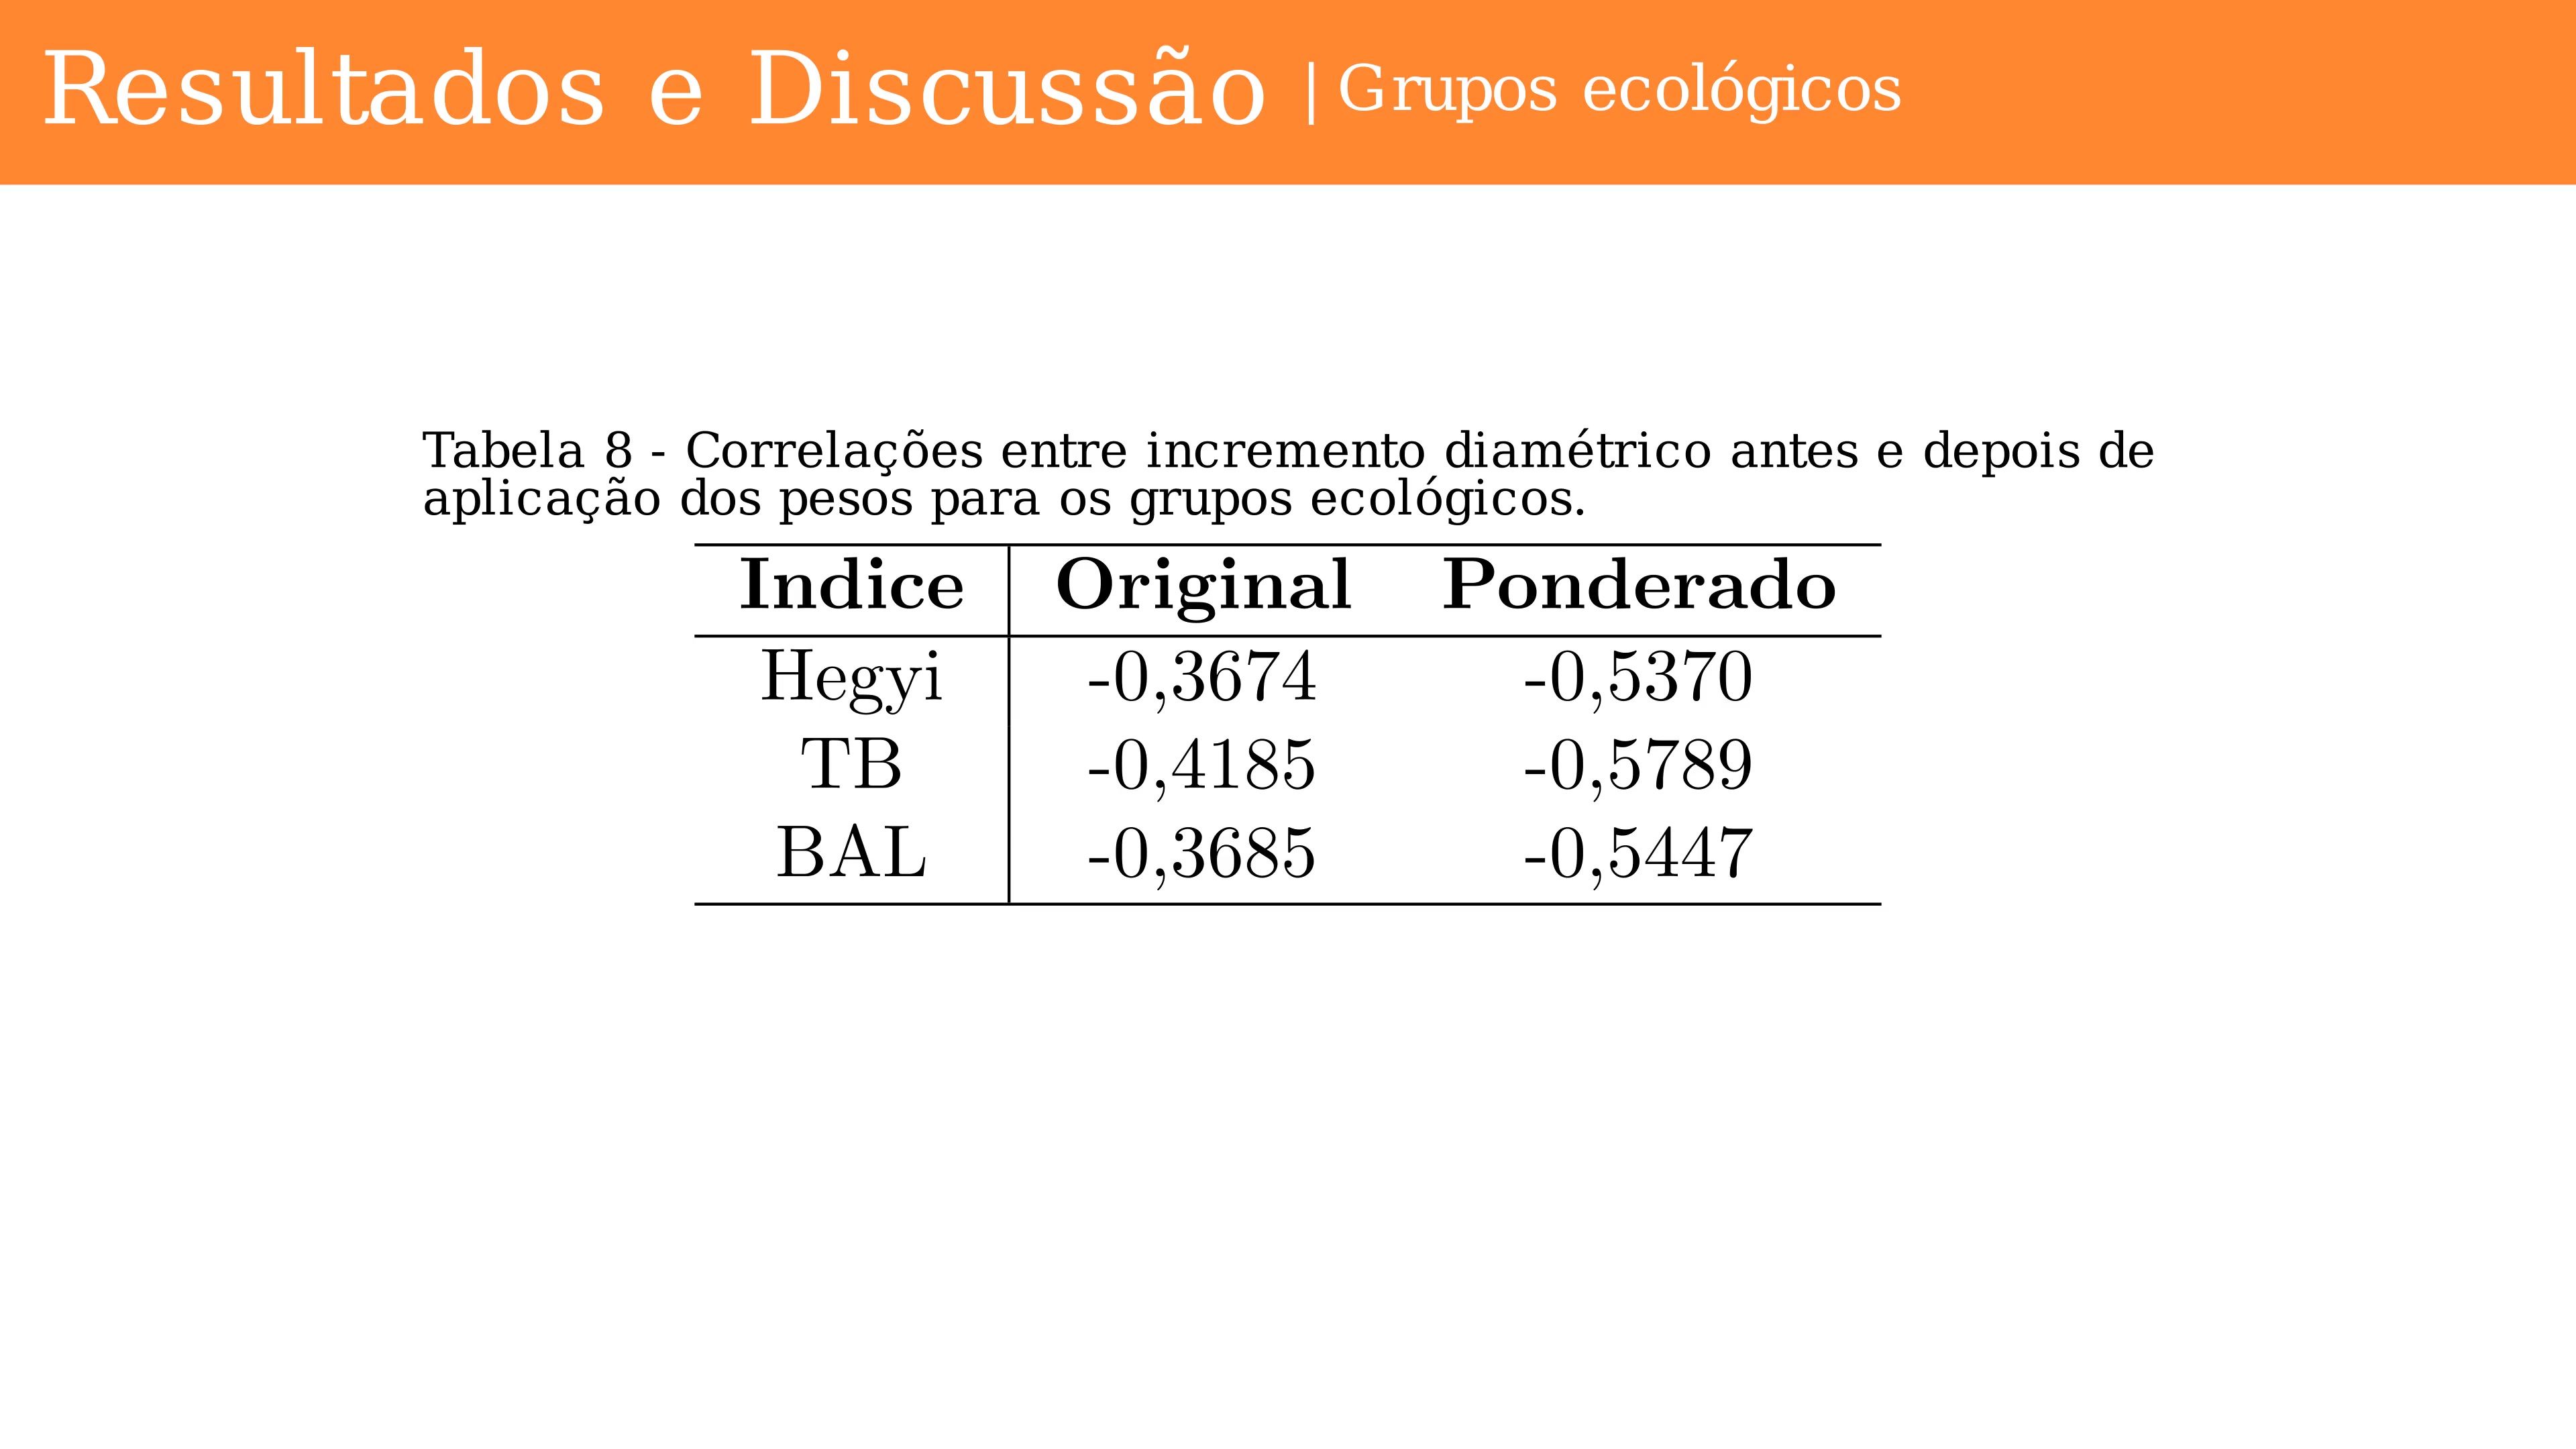 Resultados e Discussão | Grupos ecológicos
Tabela 8 - Correlações entre incremento diamétrico antes e depois de
aplicação dos pesos para os grupos ecológicos.
Indice Original Ponderado
Hegyi -0,3674 -0,5370
TB -0,4185 -0,5789
BAL -0,3685 -0,5447